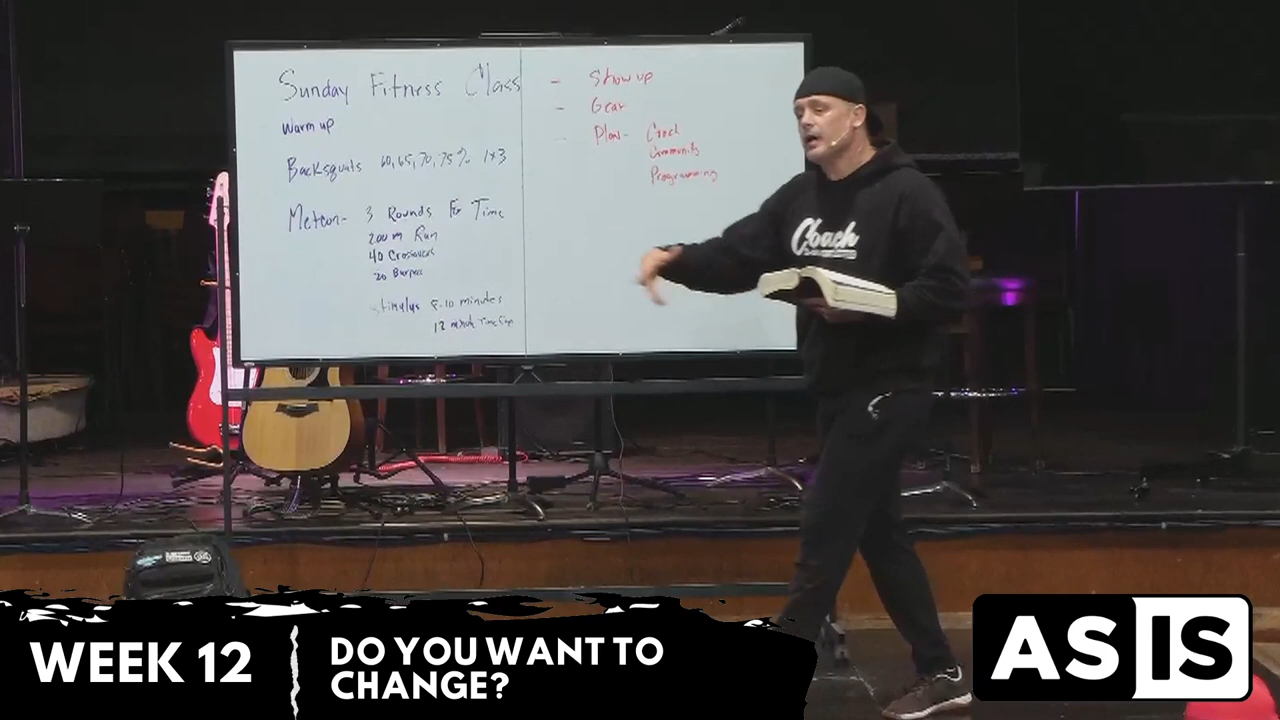 Sunday Fitness Class
Warm up
Backsquats 60, 65, 70, 75% 1x3
Metcon- 3 Rounds For Time
200m Run
40 Crossovers
20 Burpees
Stimulus 8-10 minutes
12 minute Time Cap
- Show up
- Gear
- Plan- Coach
Community
Programming
Coach
WEEK 12
DO YOU WANT TO
CHANGE?
AS IS